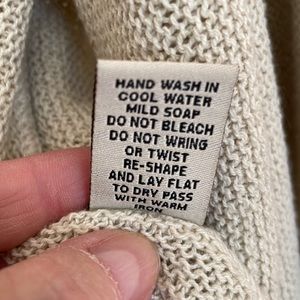 HAND WASH IN
COOL WATER
MILD SOAP
DO NOT BLEACH
DO NOT WRING
OR TWIST
RE-SHAPE
AND LAY FLAT
TO DRY PASS
WITH WARM
IRON